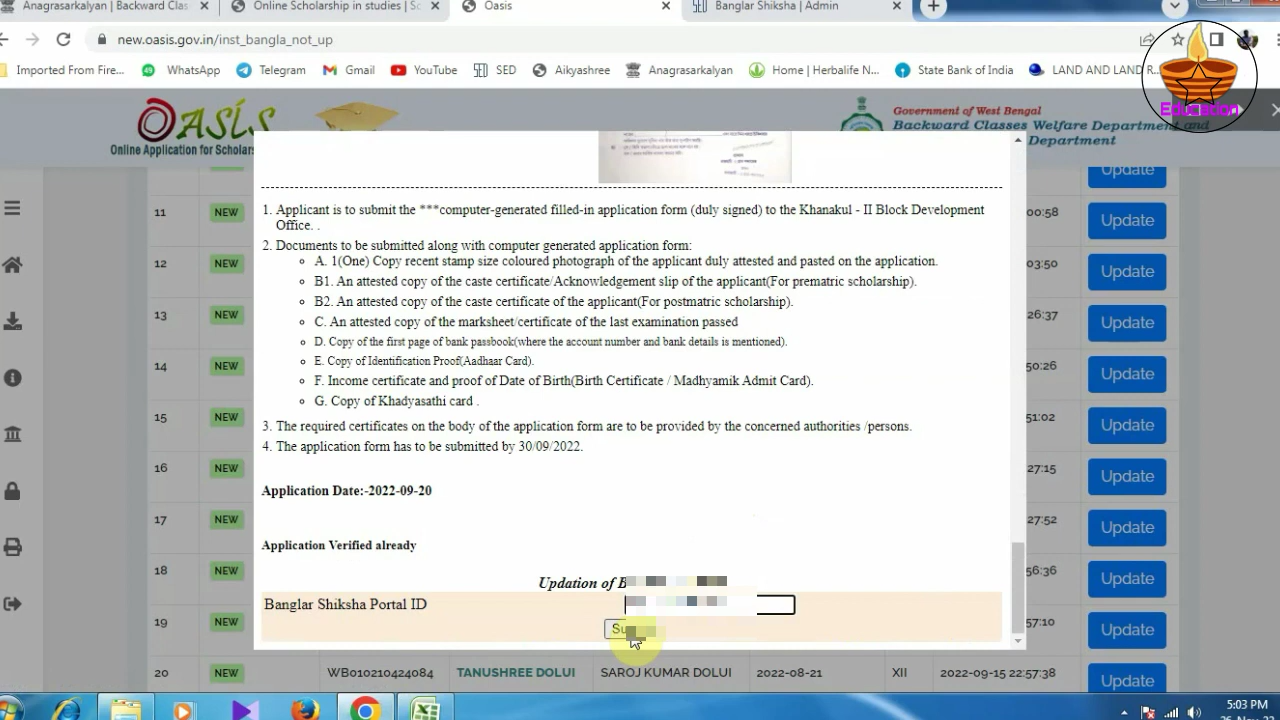 Anagrasarkalyan | Backward Clas
Online Scholarship in studies | Sc
Oasis
Banglar Shiksha | Admin
new.oasis.gov.in/inst_bangla_not_up
Imported From Fire...
WhatsApp
Telegram
Gmail
YouTube
SED
Aikyashree
Anagrasarkalyan
Home | Herbalife N...
State Bank of India
LAND AND LAND R...
Education
OASIS
Online Application for Scholars
Government of West Bengal
Backward Classes Welfare Department and
Department
Update
11 NEW 00:58 Update
12 NEW 03:50 Update
13 NEW 26:37 Update
14 NEW 50:26 Update
15 NEW 51:02 Update
16 NEW 27:15 Update
17 NEW 27:52 Update
18 NEW 56:36 Update
19 NEW 57:10 Update
20 NEW WB010210424084 TANUSHREE DOLUI SAROJ KUMAR DOLUI 2022-08-21 XII 2022-09-15 22:57:38 Update
1. Applicant is to submit the ***computer-generated filled-in application form (duly signed) to the Khanakul - II Block Development
Office. .
2. Documents to be submitted along with computer generated application form:
A. 1(One) Copy recent stamp size coloured photograph of the applicant duly attested and pasted on the application.
B1. An attested copy of the caste certificate/Acknowledgement slip of the applicant(For prematric scholarship).
B2. An attested copy of the caste certificate of the applicant(For postmatric scholarship).
C. An attested copy of the marksheet/certificate of the last examination passed
D. Copy of the first page of bank passbook(where the account number and bank details is mentioned).
E. Copy of Identification Proof(Aadhaar Card).
F. Income certificate and proof of Date of Birth(Birth Certificate / Madhyamik Admit Card).
G. Copy of Khadyasathi card .
3. The required certificates on the body of the application form are to be provided by the concerned authorities /persons.
4. The application form has to be submitted by 30/09/2022.
Application Date:-2022-09-20
Application Verified already
Updation of B
Banglar Shiksha Portal ID
Su
5:03 PM